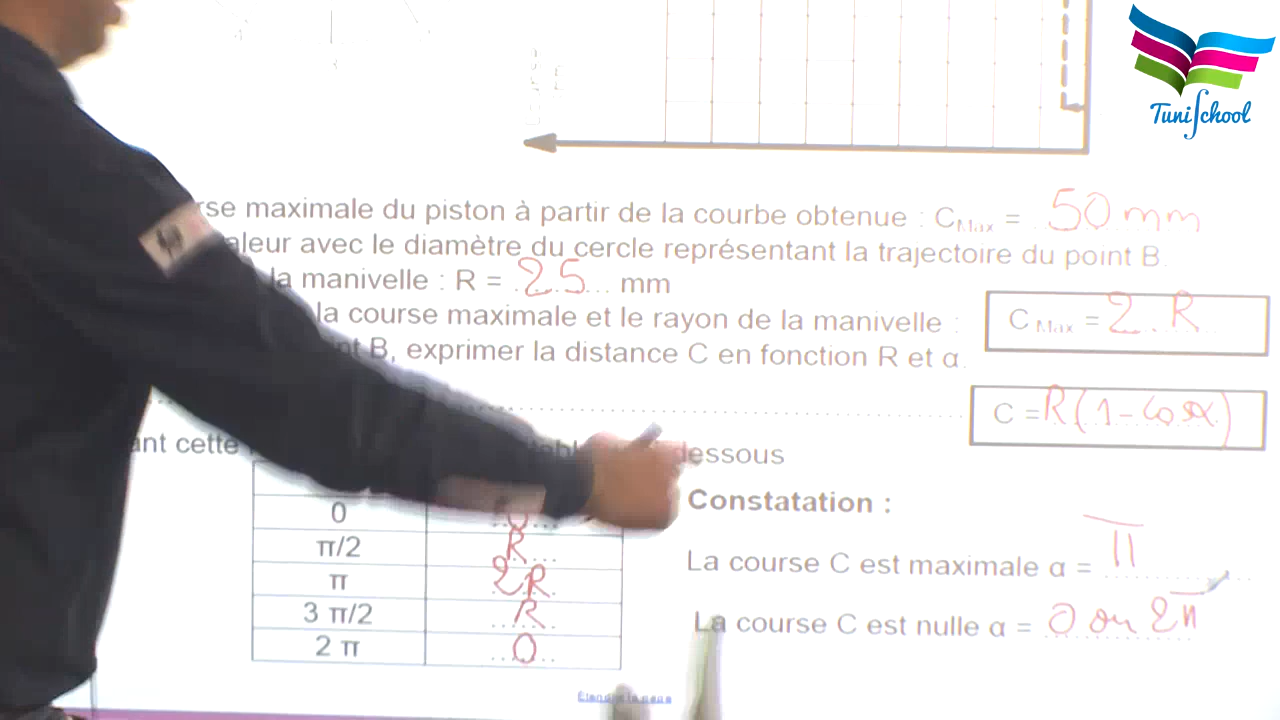 TuniSchool
rse maximale du piston à partir de la courbe obtenue : CMax = 50 mm
aleur avec le diamètre du cercle représentant la trajectoire du point B.
la manivelle : R = 25 mm
la course maximale et le rayon de la manivelle :
C Max = 2 R
nt B, exprimer la distance C en fonction R et α.
C = R(1 - cos α)
ant cette
dessous
0 0
π/2 R
π 2R
3 π/2 R
2 π 0
Constatation :
La course C est maximale α = π
La course C est nulle α = 0 ou 2π